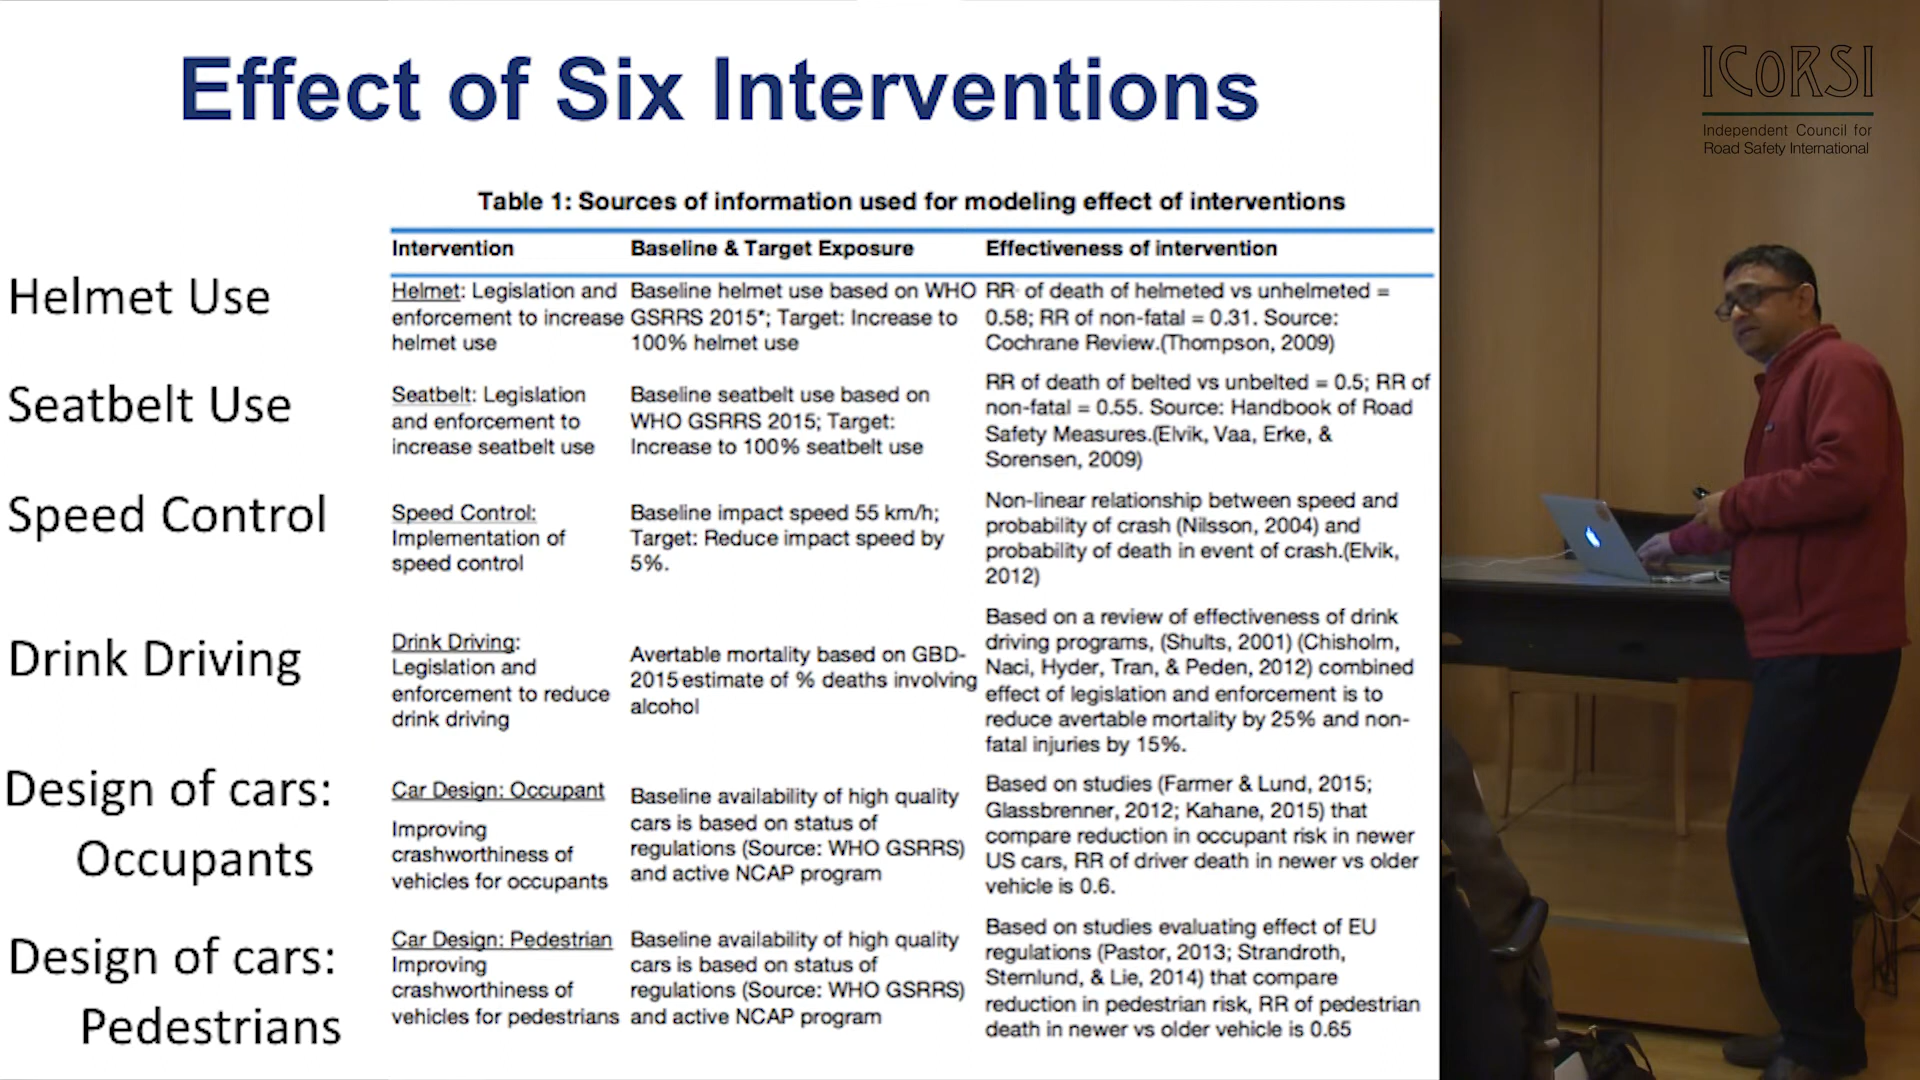 Effect of Six Interventions
Table 1: Sources of information used for modeling effect of interventions
Intervention
Baseline & Target Exposure
Effectiveness of intervention
Helmet Use
Helmet: Legislation and
enforcement to increase
helmet use
Baseline helmet use based on WHO
GSRRS 2015*; Target: Increase to
100% helmet use
RR of death of helmeted vs unhelmeted =
0.58; RR of non-fatal = 0.31. Source:
Cochrane Review.(Thompson, 2009)
Seatbelt Use
Seatbelt: Legislation
and enforcement to
increase seatbelt use
Baseline seatbelt use based on
WHO GSRRS 2015; Target:
Increase to 100% seatbelt use
RR of death of belted vs unbelted = 0.5; RR of
non-fatal = 0.55. Source: Handbook of Road
Safety Measures.(Elvik, Vaa, Erke, &
Sorensen, 2009)
Speed Control
Speed Control:
Implementation of
speed control
Baseline impact speed 55 km/h;
Target: Reduce impact speed by
5%.
Non-linear relationship between speed and
probability of crash (Nilsson, 2004) and
probability of death in event of crash.(Elvik,
2012)
Drink Driving
Drink Driving:
Legislation and
enforcement to reduce
drink driving
Avertable mortality based on GBD-
2015 estimate of % deaths involving
alcohol
Based on a review of effectiveness of drink
driving programs, (Shults, 2001) (Chisholm,
Naci, Hyder, Tran, & Peden, 2012) combined
effect of legislation and enforcement is to
reduce avertable mortality by 25% and non-
fatal injuries by 15%.
Design of cars:
Occupants
Car Design: Occupant
Improving
crashworthiness of
vehicles for occupants
Baseline availability of high quality
cars is based on status of
regulations (Source: WHO GSRRS)
and active NCAP program
Based on studies (Farmer & Lund, 2015;
Glassbrenner, 2012; Kahane, 2015) that
compare reduction in occupant risk in newer
US cars, RR of driver death in newer vs older
vehicle is 0.6.
Design of cars:
Pedestrians
Car Design: Pedestrian
Improving
crashworthiness of
vehicles for pedestrians
Baseline availability of high quality
cars is based on status of
regulations (Source: WHO GSRRS)
and active NCAP program
Based on studies evaluating effect of EU
regulations (Pastor, 2013; Strandroth,
Sternlund, & Lie, 2014) that compare
reduction in pedestrian risk, RR of pedestrian
death in newer vs older vehicle is 0.65
ICoRSI
Independent Council for
Road Safety International